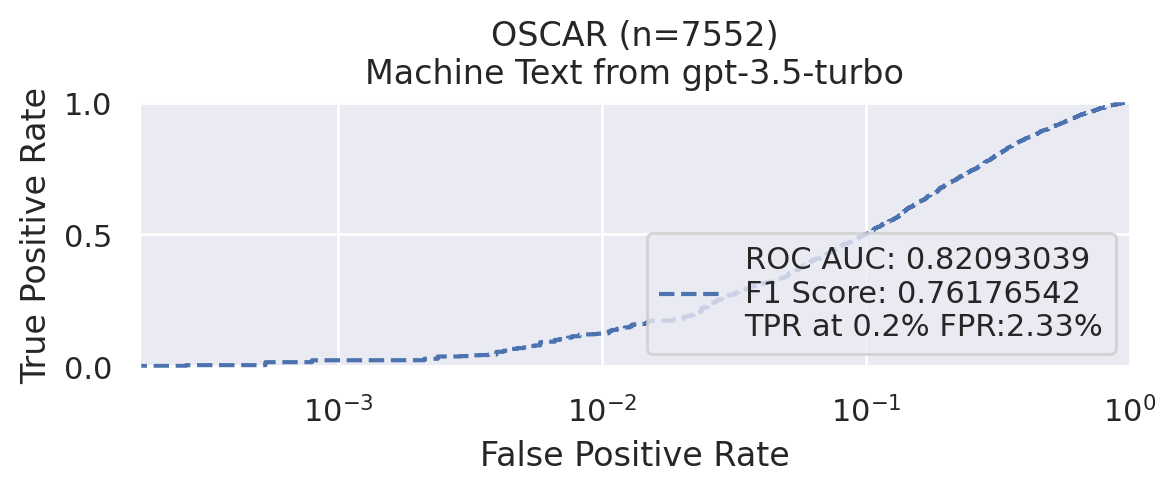 OSCAR (n=7552)
Machine Text from gpt-3.5-turbo
True Positive Rate
1.0
0.5
0.0
ROC AUC: 0.82093039
F1 Score: 0.76176542
TPR at 0.2% FPR:2.33%
10⁻³ 10⁻² 10⁻¹ 10⁰
False Positive Rate